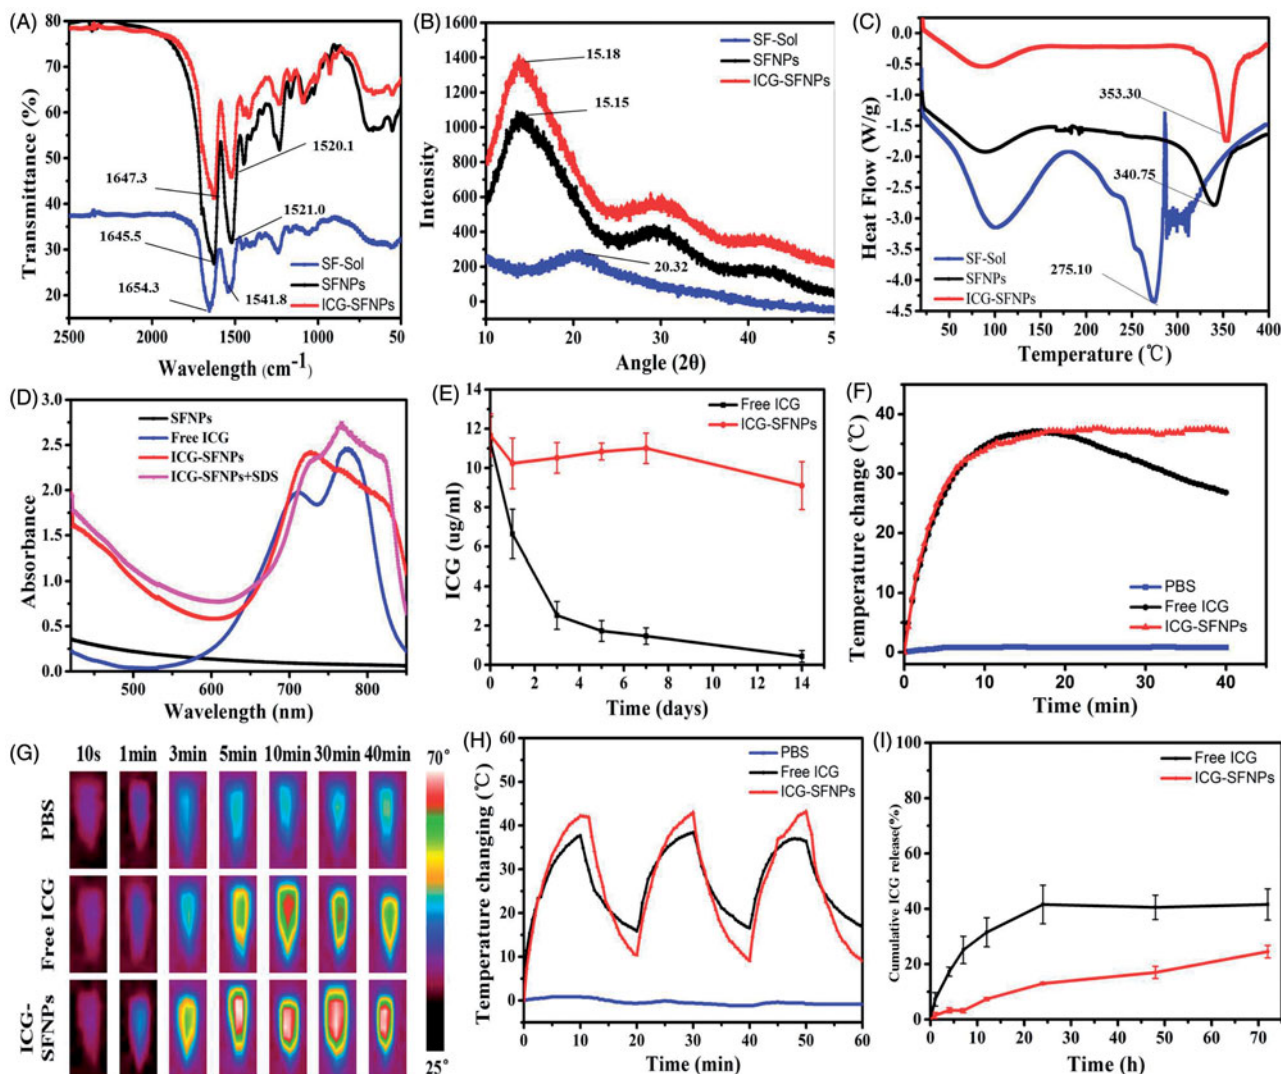 (A)
Transmittance (%)
80
70
60
50
40
30
20
1520.1
1647.3
1521.0
1645.5
1654.3
1541.8
SF-Sol
SFNPs
ICG-SFNPs
2500 2000 1500 1000 50
Wavelength (cm-1)
(B)
Intensity
1600
1400
1200
1000
800
600
400
200
0
SF-Sol
SFNPs
ICG-SFNPs
15.18
15.15
20.32
10 20 30 40 50
Angle (2θ)
(C)
Heat Flow (W/g)
0.0
-0.5
-1.0
-1.5
-2.0
-2.5
-3.0
-3.5
-4.0
-4.5
353.30
340.75
275.10
SF-Sol
SFNPs
ICG-SFNPs
50 100 150 200 250 300 350 400
Temperature (℃)
(D)
Absorbance
3.0
2.5
2.0
1.5
1.0
0.5
0.0
SFNPs
Free ICG
ICG-SFNPs
ICG-SFNPs+SDS
500 600 700 800
Wavelength (nm)
(E)
ICG (ug/ml)
14
12
10
8
6
4
2
0
Free ICG
ICG-SFNPs
0 2 4 6 8 10 12 14
Time (days)
(F)
Temperature change (℃)
40
30
20
10
0
PBS
Free ICG
ICG-SFNPs
0 10 20 30 40
Time (min)
(G)
10s 1min 3min 5min 10min 30min 40min
PBS
Free ICG
ICG-
SFNPs
70°
25°
(H)
Temperature changing (℃)
60
50
40
30
20
10
0
-10
PBS
Free ICG
ICG-SFNPs
0 10 20 30 40 50 60
Time (min)
(I)
Cumulative ICG release(%)
100
80
60
40
20
0
Free ICG
ICG-SFNPs
0 10 20 30 40 50 60 70
Time (h)